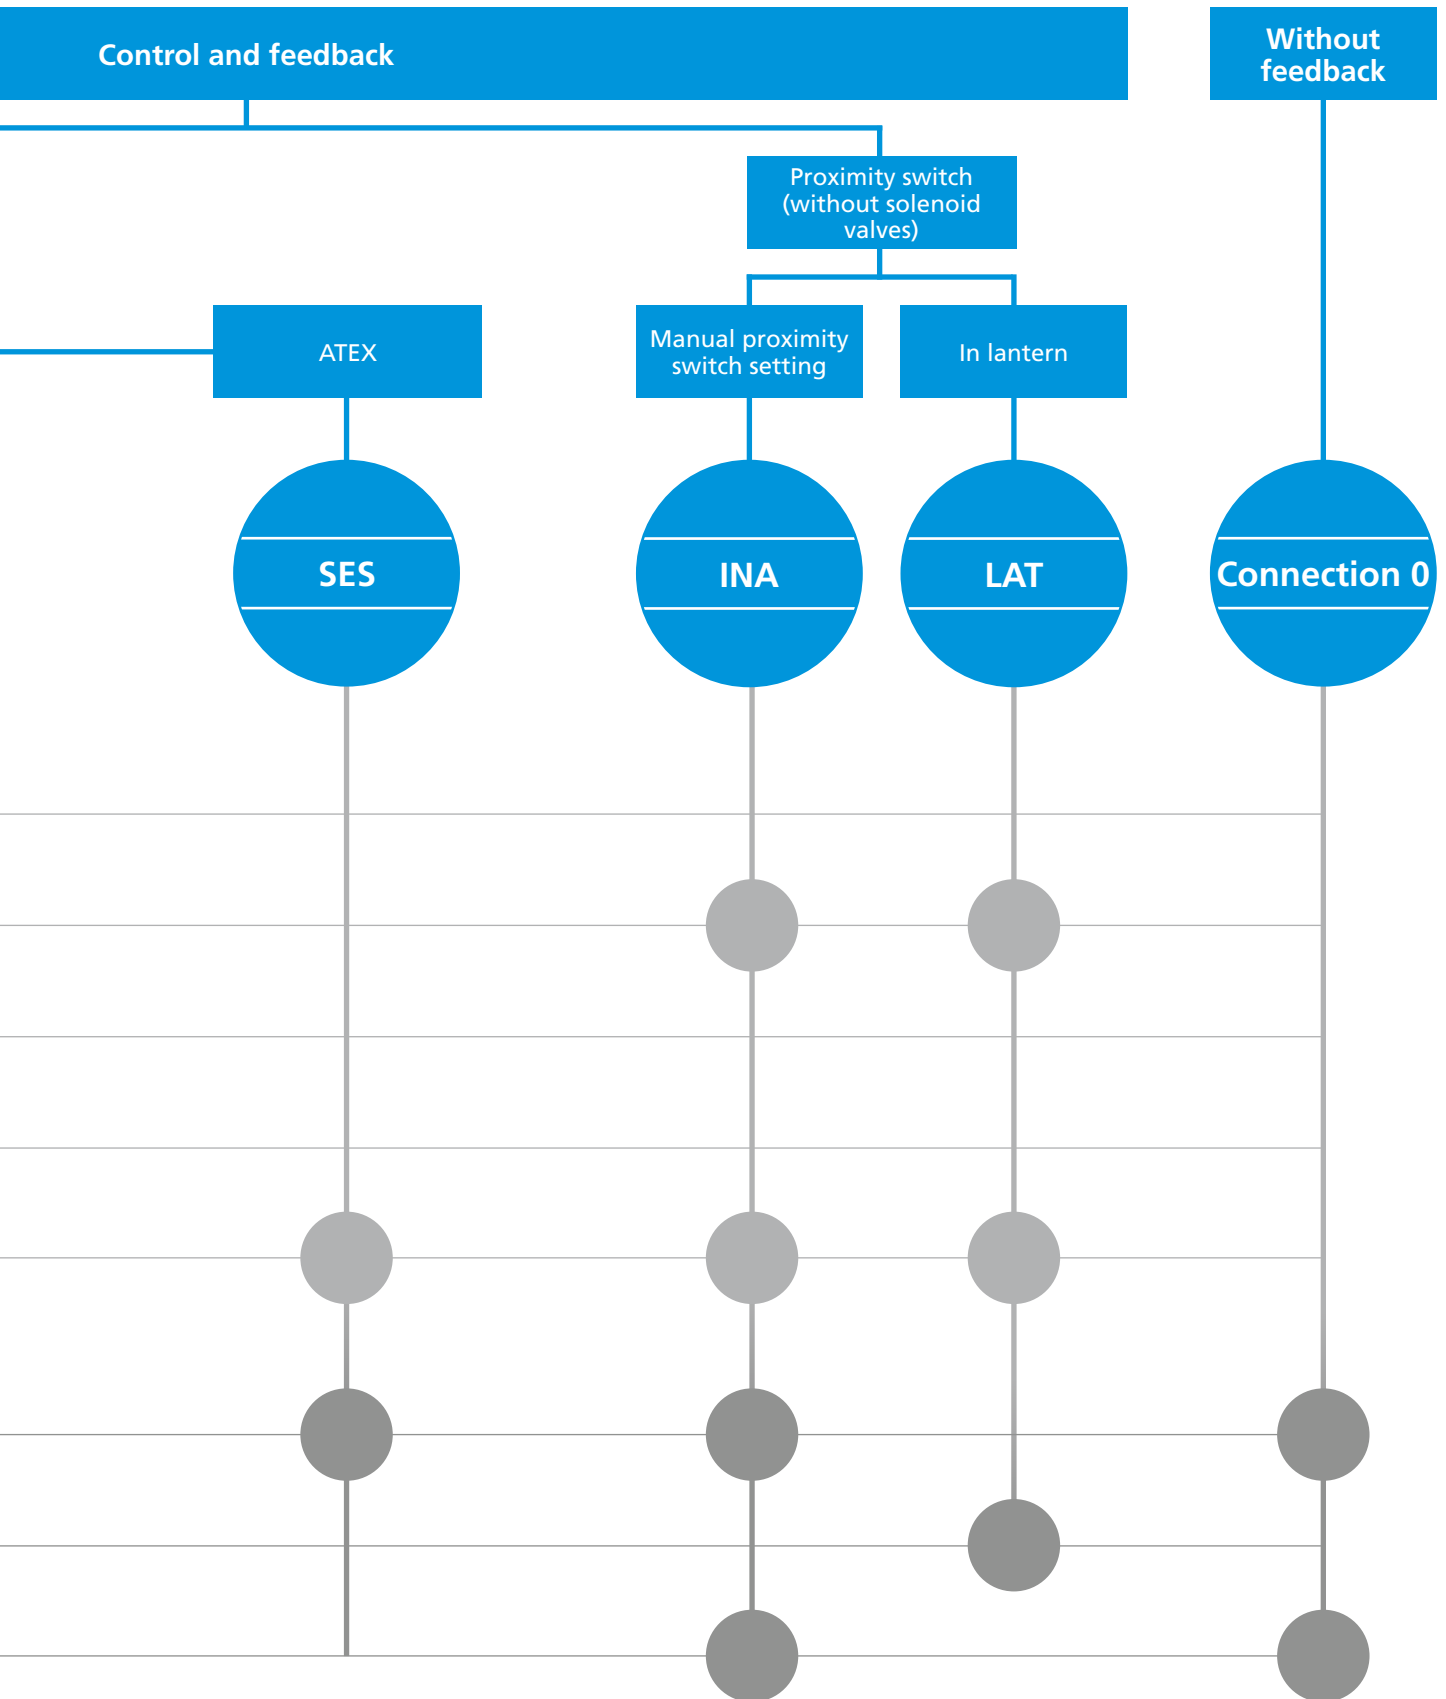 Control and feedback
Without
feedback
Proximity switch
(without solenoid
valves)
ATEX
Manual proximity
switch setting
In lantern
SES
INA
LAT
Connection 0